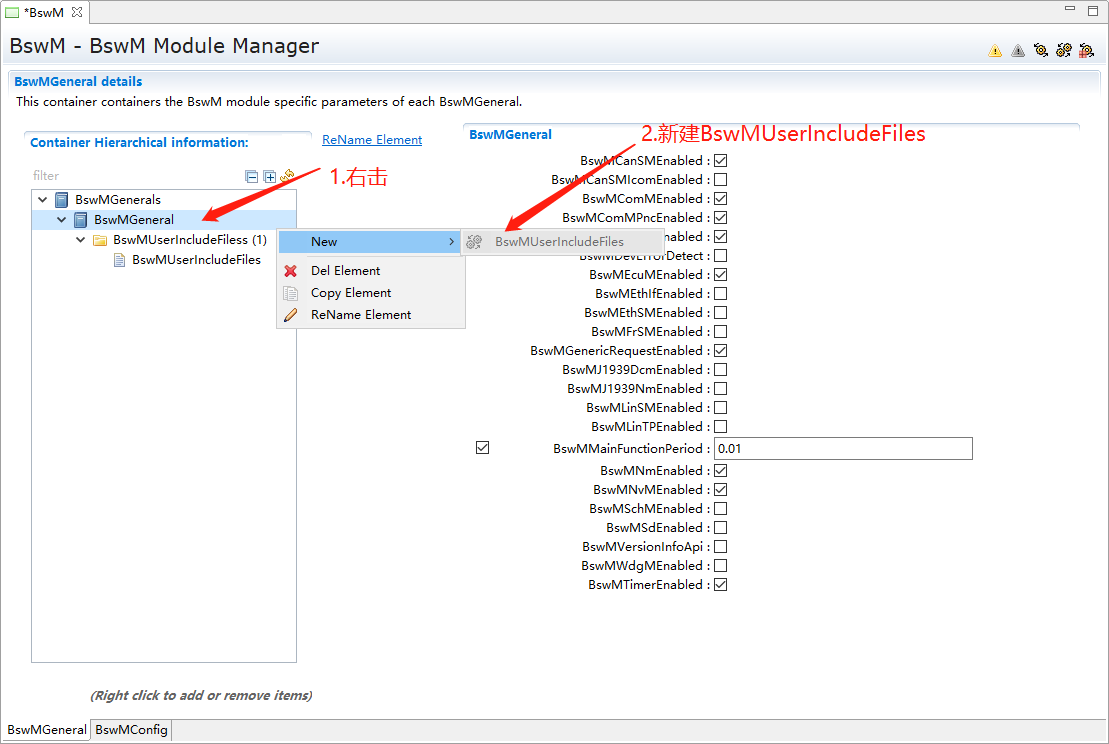 *BswM
BswM - BswM Module Manager
BswMGeneral details
This container containers the BswM module specific parameters of each BswMGeneral.
Container Hierarchical information:
ReName Element
filter
BswMGenerals
BswMGeneral
BswMUserIncludeFiless (1)
BswMUserIncludeFiles
1.右击
New
BswMUserIncludeFiles
Del Element
Copy Element
ReName Element
2.新建BswMUserIncludeFiles
BswMGeneral
BswMCanSMEnabled :
BswMCanSMIcomEnabled :
BswMComMEnabled :
BswMComMPncEnabled :
nabled :
BswMDevErrorDetect :
BswMEcuMEnabled :
BswMEthIfEnabled :
BswMEthSMEnabled :
BswMFrSMEnabled :
BswMGenericRequestEnabled :
BswMJ1939DcmEnabled :
BswMJ1939NmEnabled :
BswMLinSMEnabled :
BswMLinTPEnabled :
BswMMainFunctionPeriod : 0.01
BswMNmEnabled :
BswMNvMEnabled :
BswMSchMEnabled :
BswMSdEnabled :
BswMVersionInfoApi :
BswMWdgMEnabled :
BswMTimerEnabled :
(Right click to add or remove items)
BswMGeneral BswMConfig